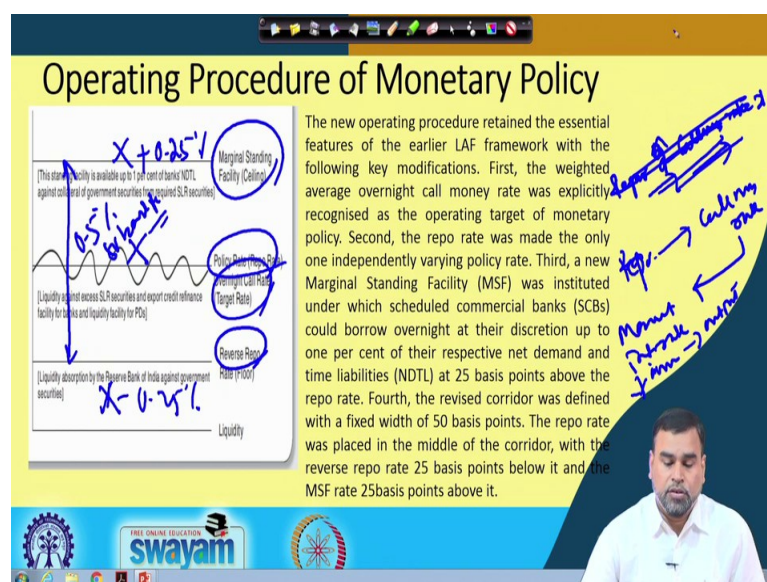 Operating Procedure of Monetary Policy
X + 0.25%
Marginal Standing
Facility (Ceiling)
[This standing facility is available up to 1 per cent of banks' NDTL
against collateral of government securities from required SLR securities]
0.5%
X
Policy Rate (Repo Rate)
Overnight Call Rate
Target Rate)
[Liquidity against excess SLR securities and export credit refinance
facility for banks and liquidity facility for PDs]
Reverse Repo
Rate (Floor)
[Liquidity absorption by the Reserve Bank of India against government
securities]
X - 0.25%
Liquidity
The new operating procedure retained the essential
features of the earlier LAF framework with the
following key modifications. First, the weighted
average overnight call money rate was explicitly
recognised as the operating target of monetary
policy. Second, the repo rate was made the only
one independently varying policy rate. Third, a new
Marginal Standing Facility (MSF) was instituted
under which scheduled commercial banks (SCBs)
could borrow overnight at their discretion up to
one per cent of their respective net demand and
time liabilities (NDTL) at 25 basis points above the
repo rate. Fourth, the revised corridor was defined
with a fixed width of 50 basis points. The repo rate
was placed in the middle of the corridor, with the
reverse repo rate 25 basis points below it and the
MSF rate 25basis points above it.
Repo
rate
output
FREE ONLINE EDUCATION
swayam